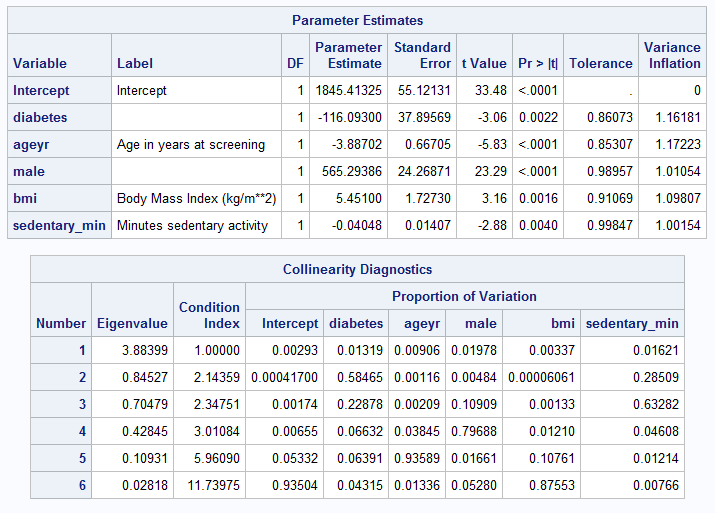 Parameter Estimates
Variable Label DF Parameter Estimate Standard Error t Value Pr > |t| Tolerance Variance Inflation
Intercept Intercept 1 1845.41325 55.12131 33.48 <.0001 . 0
diabetes 1 -116.09300 37.89569 -3.06 0.0022 0.86073 1.16181
ageyr Age in years at screening 1 -3.88702 0.66705 -5.83 <.0001 0.85307 1.17223
male 1 565.29386 24.26871 23.29 <.0001 0.98957 1.01054
bmi Body Mass Index (kg/m**2) 1 5.45100 1.72730 3.16 0.0016 0.91069 1.09807
sedentary_min Minutes sedentary activity 1 -0.04048 0.01407 -2.88 0.0040 0.99847 1.00154
Collinearity Diagnostics
Number Eigenvalue Condition Index Proportion of Variation
Intercept diabetes ageyr male bmi sedentary_min
1 3.88399 1.00000 0.00293 0.01319 0.00906 0.01978 0.00337 0.01621
2 0.84527 2.14359 0.00041700 0.58465 0.00116 0.00484 0.00006061 0.28509
3 0.70479 2.34751 0.00174 0.22878 0.00209 0.10909 0.00133 0.63282
4 0.42845 3.01084 0.00655 0.06632 0.03845 0.79688 0.01210 0.04608
5 0.10931 5.96090 0.05332 0.06391 0.93589 0.01661 0.10761 0.01214
6 0.02818 11.73975 0.93504 0.04315 0.01336 0.05280 0.87553 0.00766